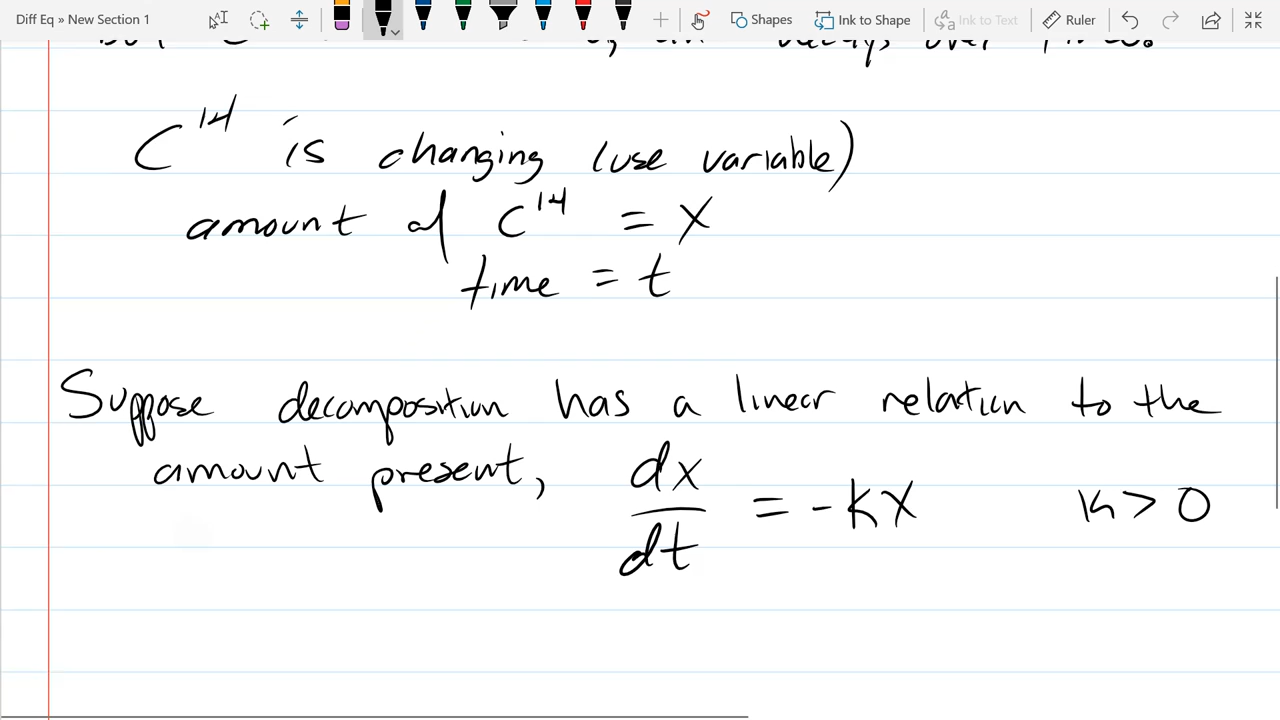 Diff Eq » New Section 1
Shapes
Ink to Shape
Ink to Text
Ruler
over
C¹⁴ is changing (use variable)
amount of C¹⁴ = x
time = t
Suppose decomposition has a linear relation to the
amount present, dx/dt = -kx k > 0